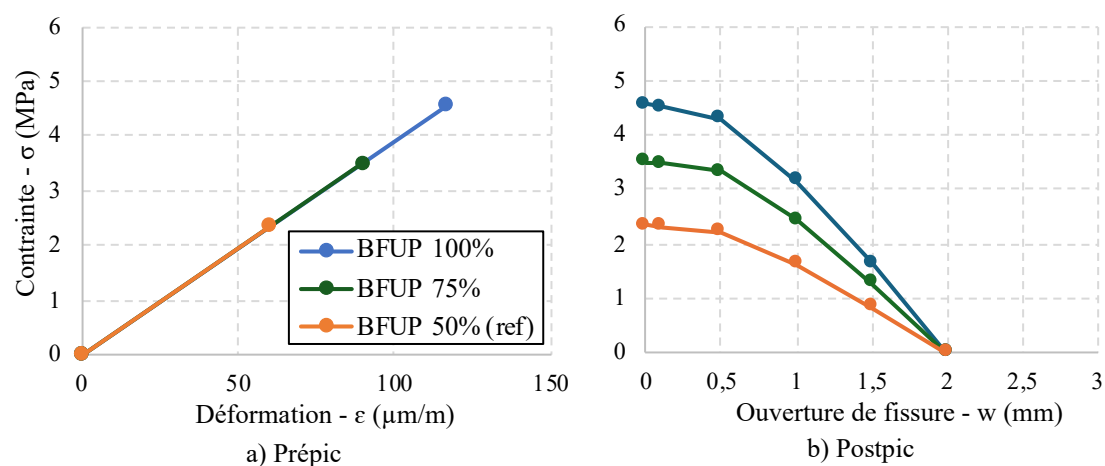 6
5
4
3
2
1
0
Contrainte - σ (MPa)
BFUP 100%
BFUP 75%
BFUP 50% (ref)
0 50 100 150
Déformation - ε (µm/m)
a) Prépic
6
5
4
3
2
1
0
0 0,5 1 1,5 2 2,5 3
Ouverture de fissure - w (mm)
b) Postpic